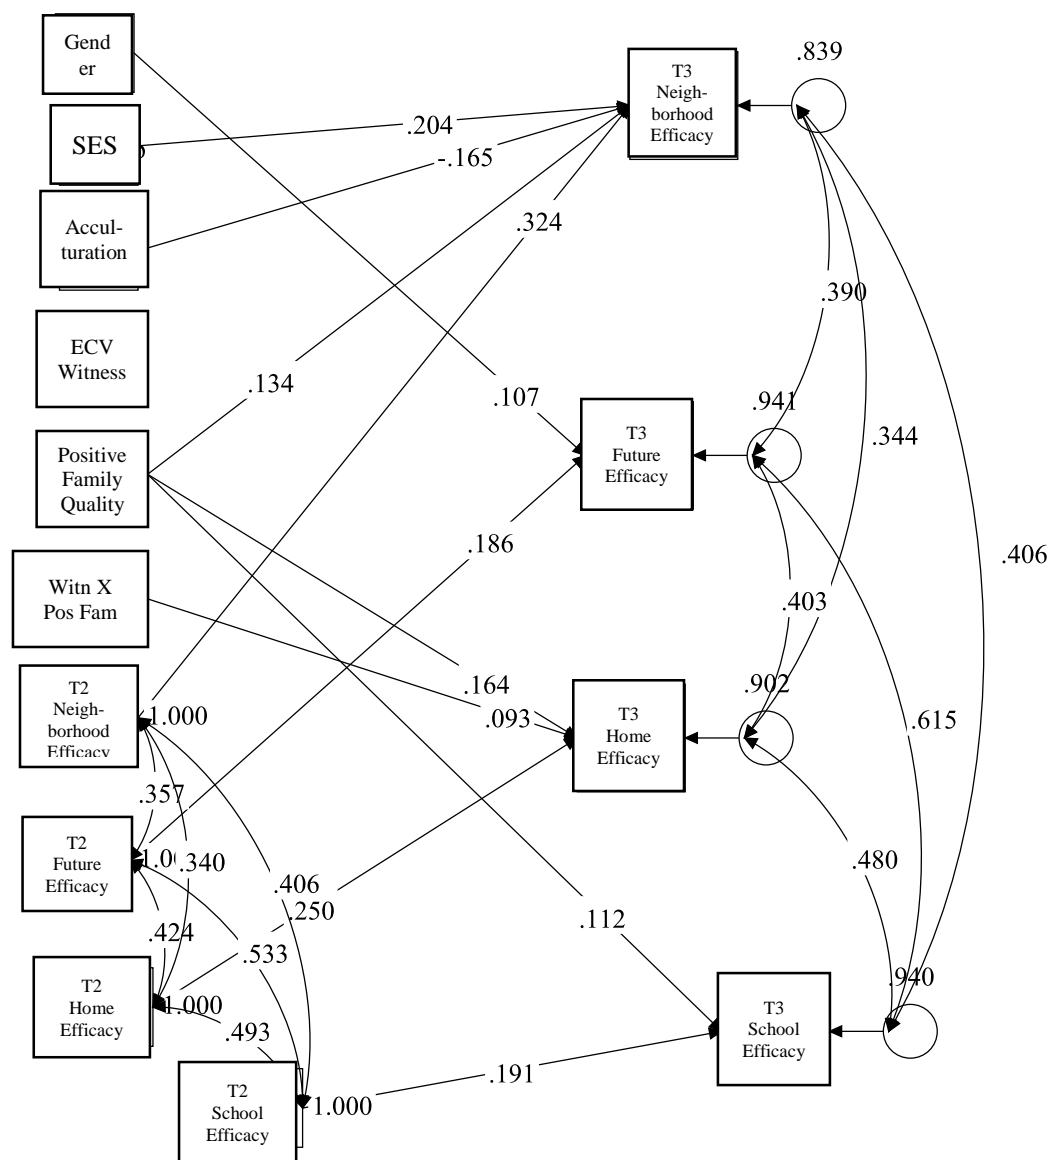 Gend
er
SES
Accul-
turation
ECV
Witness
Positive
Family
Quality
Witn X
Pos Fam
T2
Neigh-
borhood
Efficacy
T2
Future
Efficacy
T2
Home
Efficacy
T2
School
Efficacy
T3
Neigh-
borhood
Efficacy
T3
Future
Efficacy
T3
Home
Efficacy
T3
School
Efficacy
.839
.941
.902
.940
.204
-.165
.324
.134
.107
.186
.164
.093
.250
.112
.191
.390
.344
.406
.403
.615
.480
1.000
.357
1.0
.340
.406
.424
.533
1.000
.493
1.000